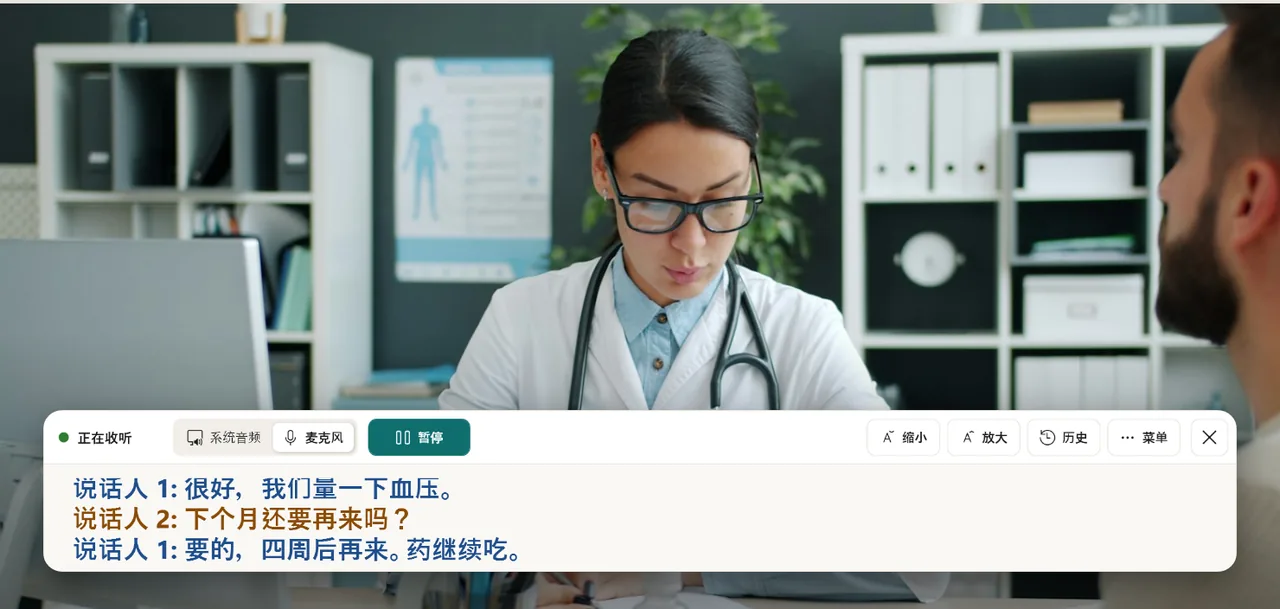 正在收听
系统音频
麦克风
暂停
缩小
放大
历史
菜单
说话人 1: 很好，我们量一下血压。
说话人 2: 下个月还要再来吗？
说话人 1: 要的，四周后再来。药继续吃。